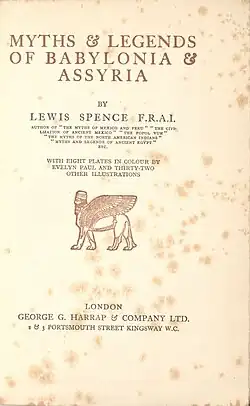 MYTHS & LEGENDS
OF BABYLONIA &
ASSYRIA
BY
LEWIS SPENCE F.R.A.I.
AUTHOR OF "THE MYTHS OF MEXICO AND PERU" "THE CIVI-
LIZATION OF ANCIENT MEXICO" "THE POPOL VUH"
"THE MYTHS OF THE NORTH AMERICAN INDIANS"
"MYTHS AND LEGENDS OF ANCIENT EGYPT"
ETC.
WITH EIGHT PLATES IN COLOUR BY
EVELYN PAUL AND THIRTY-TWO
OTHER ILLUSTRATIONS
LONDON
GEORGE G. HARRAP & COMPANY LTD.
2 & 3 PORTSMOUTH STREET KINGSWAY W.C.